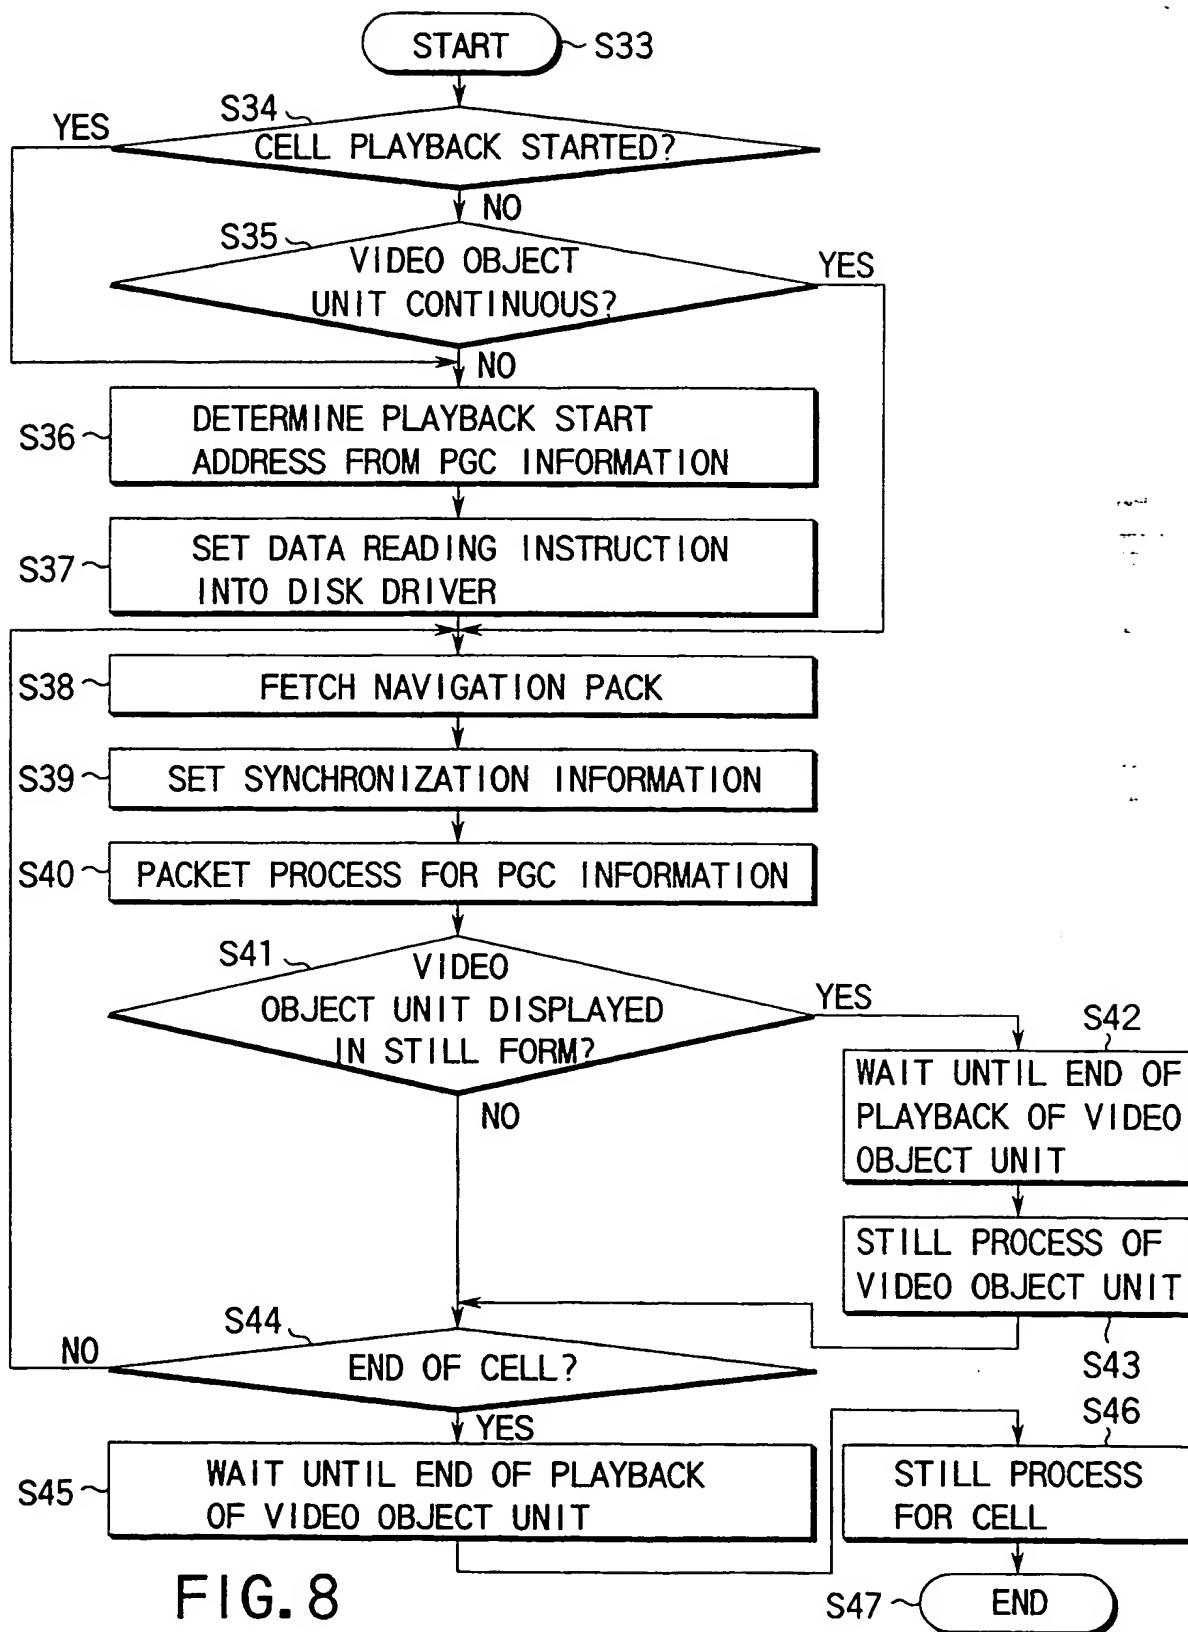 START
S33
S34
YES
CELL PLAYBACK STARTED?
NO
S35
VIDEO OBJECT
UNIT CONTINUOUS?
YES
NO
S36
DETERMINE PLAYBACK START
ADDRESS FROM PGC INFORMATION
S37
SET DATA READING INSTRUCTION
INTO DISK DRIVER
S38
FETCH NAVIGATION PACK
S39
SET SYNCHRONIZATION INFORMATION
S40
PACKET PROCESS FOR PGC INFORMATION
S41
VIDEO
OBJECT UNIT DISPLAYED
IN STILL FORM?
YES
NO
S42
WAIT UNTIL END OF
PLAYBACK OF VIDEO
OBJECT UNIT
STILL PROCESS OF
VIDEO OBJECT UNIT
S43
S44
NO
END OF CELL?
YES
S45
WAIT UNTIL END OF PLAYBACK
OF VIDEO OBJECT UNIT
S46
STILL PROCESS
FOR CELL
S47
END
FIG. 8